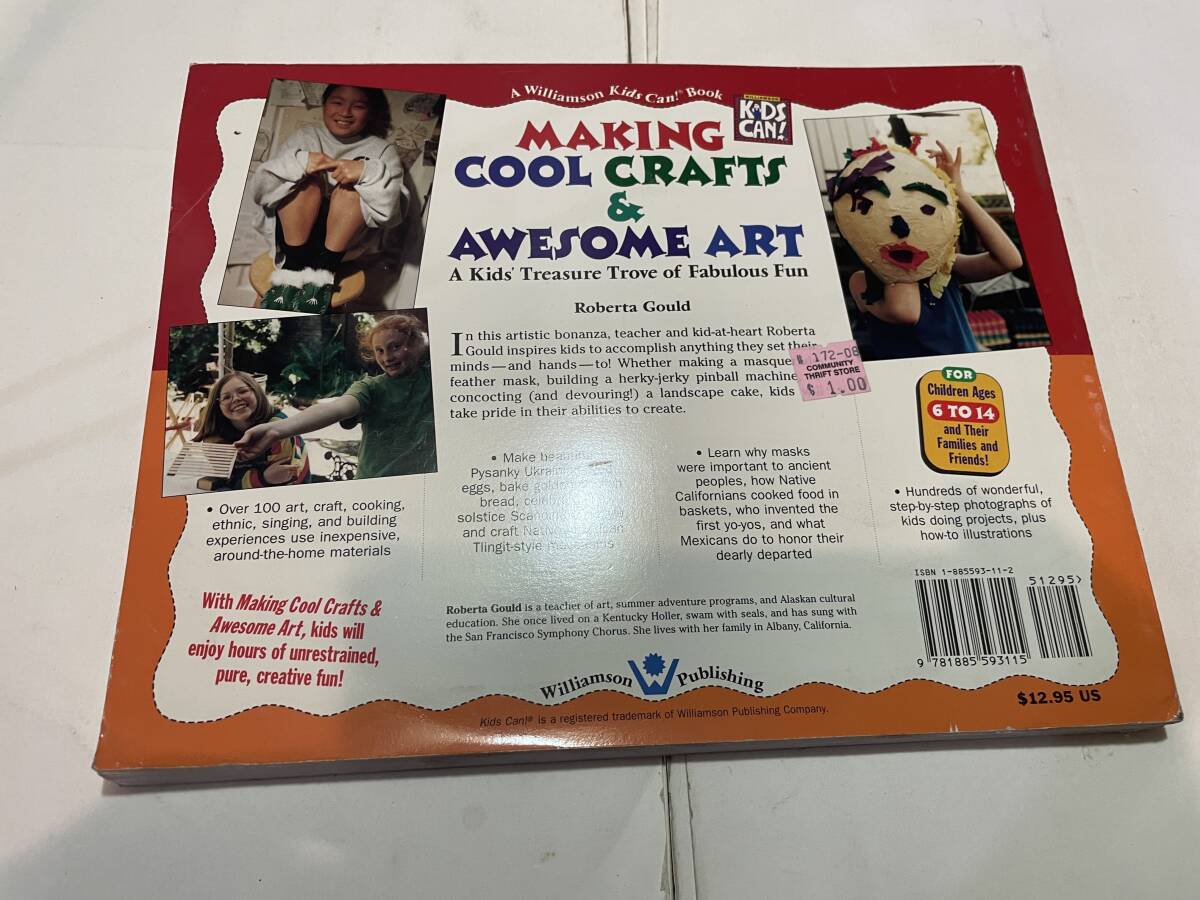 A Williamson Kids Can!® Book
WILLIAMSON
KIDS
CAN!
MAKING
COOL CRAFTS
&
AWESOME ART
A Kids' Treasure Trove of Fabulous Fun
Roberta Gould
In this artistic bonanza, teacher and kid-at-heart Roberta
Gould inspires kids to accomplish anything they set their
minds—and hands—to! Whether making a masque
feather mask, building a herky-jerky pinball machine
concocting (and devouring!) a landscape cake, kids
take pride in their abilities to create.
172-08
COMMUNITY
THRIFT STORE
$ 1.00
FOR
Children Ages
6 TO 14
and Their
Families and
Friends!
• Over 100 art, craft, cooking,
ethnic, singing, and building
experiences use inexpensive,
around-the-home materials
• Make
Pysanky
eggs, bake
bread,
solstice
and craft
Tlingit-style
• Learn why masks
were important to ancient
peoples, how Native
Californians cooked food in
baskets, who invented the
first yo-yos, and what
Mexicans do to honor their
dearly departed
• Hundreds of wonderful,
step-by-step photographs of
kids doing projects, plus
how-to illustrations
With Making Cool Crafts &
Awesome Art, kids will
enjoy hours of unrestrained,
pure, creative fun!
Roberta Gould is a teacher of art, summer adventure programs, and Alaskan cultural
education. She once lived on a Kentucky Holler, swam with seals, and has sung with
the San Francisco Symphony Chorus. She lives with her family in Albany, California.
ISBN 1-885593-11-2
51295>
9 781885 593115
Williamson W Publishing
$12.95 US
Kids Can!® is a registered trademark of Williamson Publishing Company.